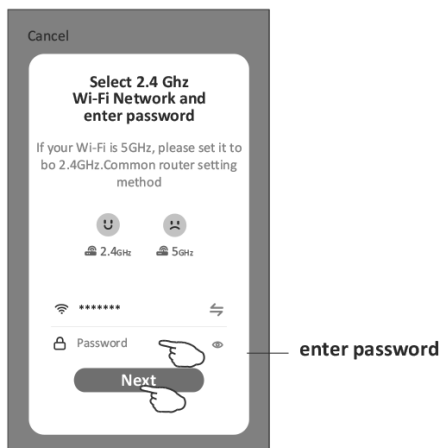 Cancel
Select 2.4 Ghz
Wi-Fi Network and
enter password
If your Wi-Fi is 5GHz, please set it to
bo 2.4GHz.Common router setting
method
2.4GHz 5GHz
*******
Password
enter password
Next